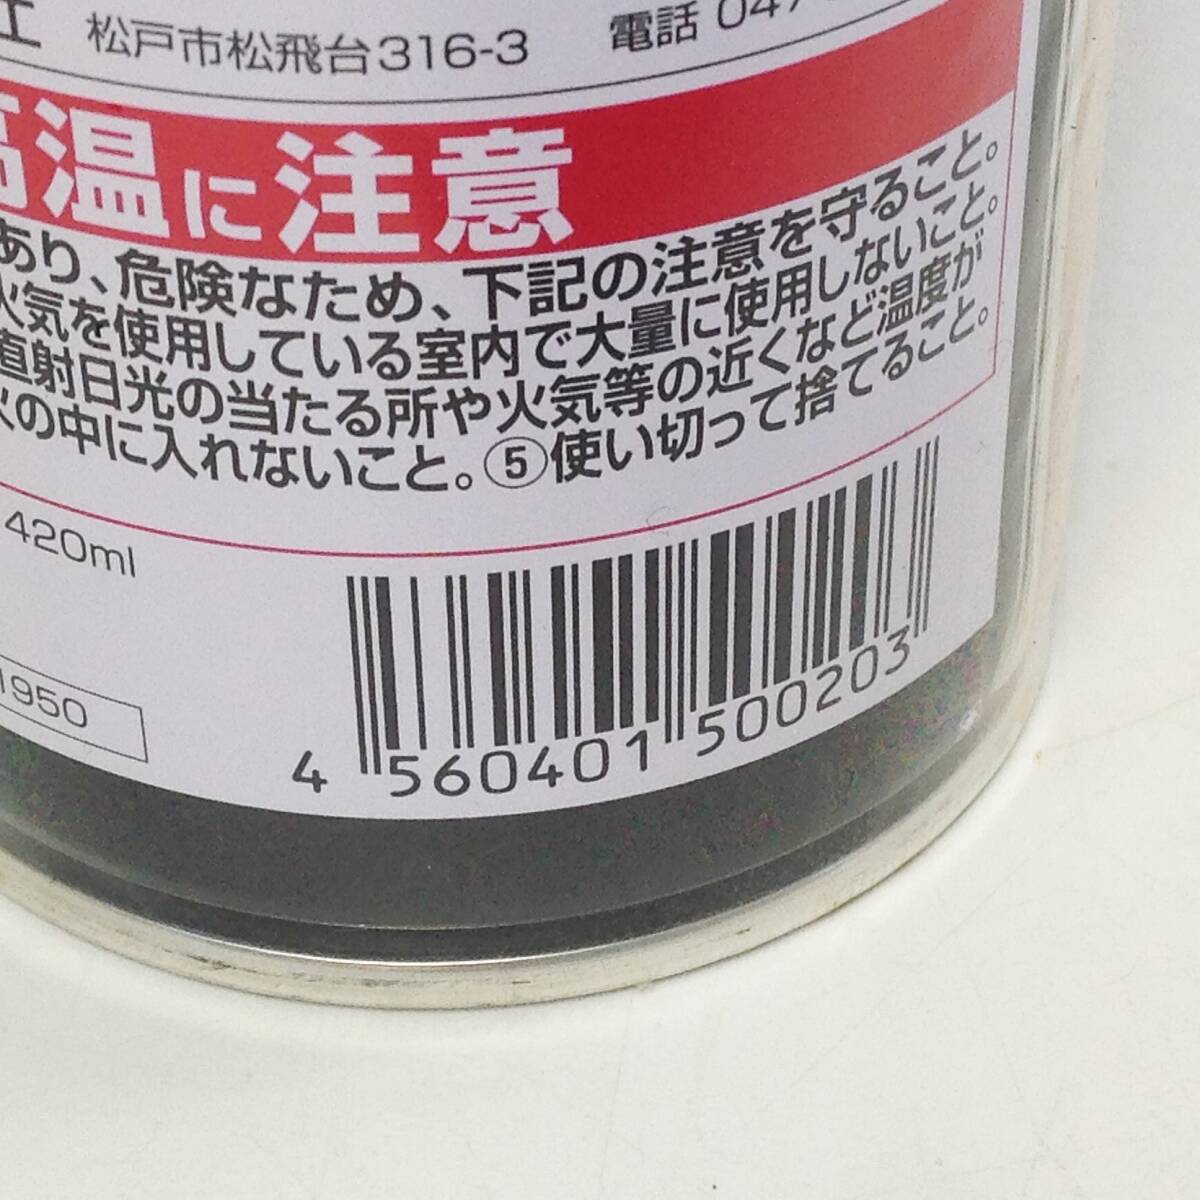 工 松戸市松飛台316-3 電話 047
高温に注意
あり、危険なため、下記の注意を守ること。
火気を使用している室内で大量に使用しないこと。
直射日光の当たる所や火気等の近くなど温度が
火の中に入れないこと。⑤使い切って捨てること。
420ml
1950
4 560401 500203